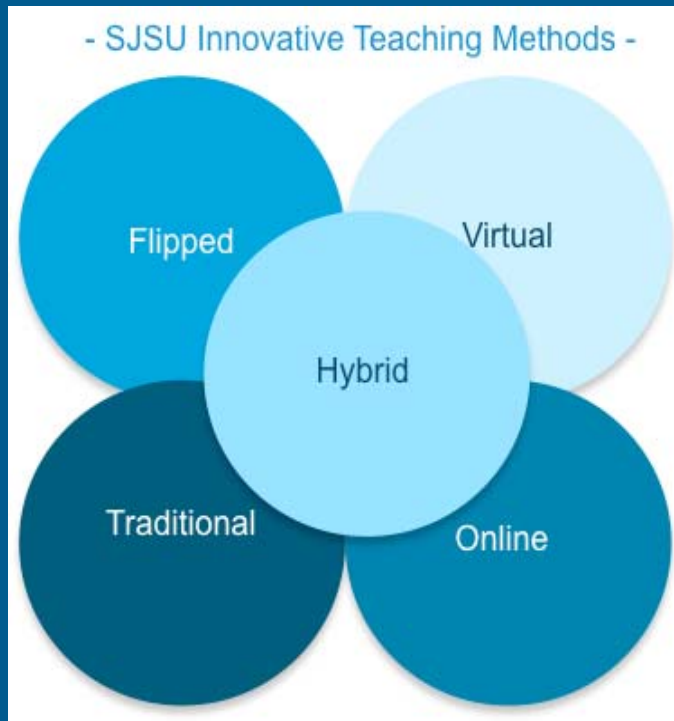 - SJSU Innovative Teaching Methods -
Flipped
Virtual
Hybrid
Traditional
Online